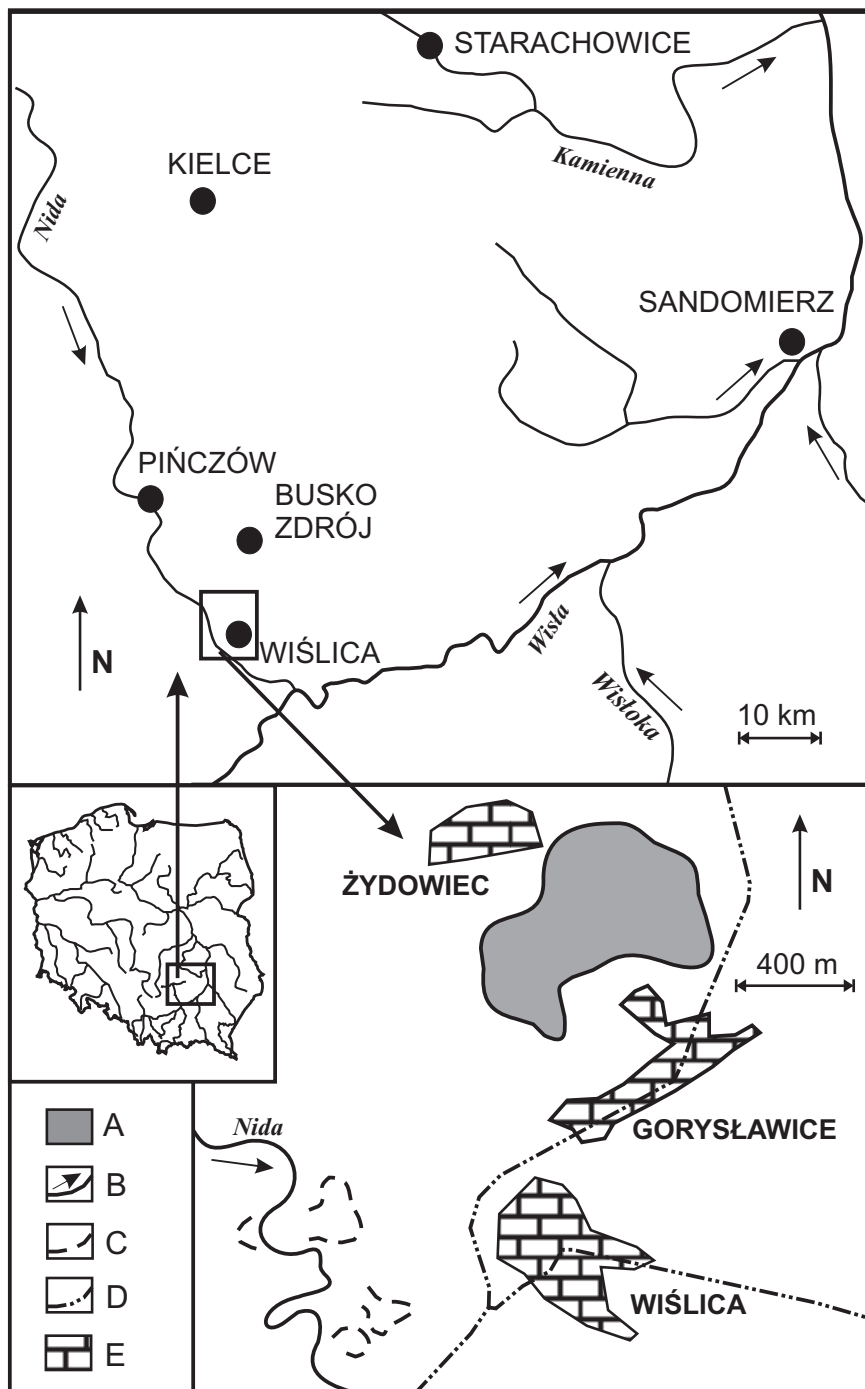 STARACHOWICE
Kamienna
KIELCE
Nida
SANDOMIERZ
PIŃCZÓW
BUSKO
ZDRÓJ
N
WIŚLICA
Wisła
Wisłoka
10 km
ŻYDOWIEC
N
400 m
A
B
C
D
E
Nida
GORYSŁAWICE
WIŚLICA